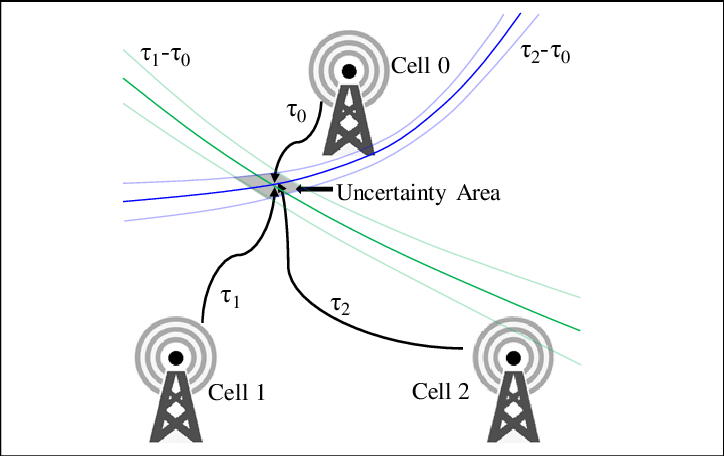 τ₁-τ₀
Cell 0
τ₂-τ₀
τ₀
Uncertainty Area
τ₁
τ₂
Cell 1
Cell 2